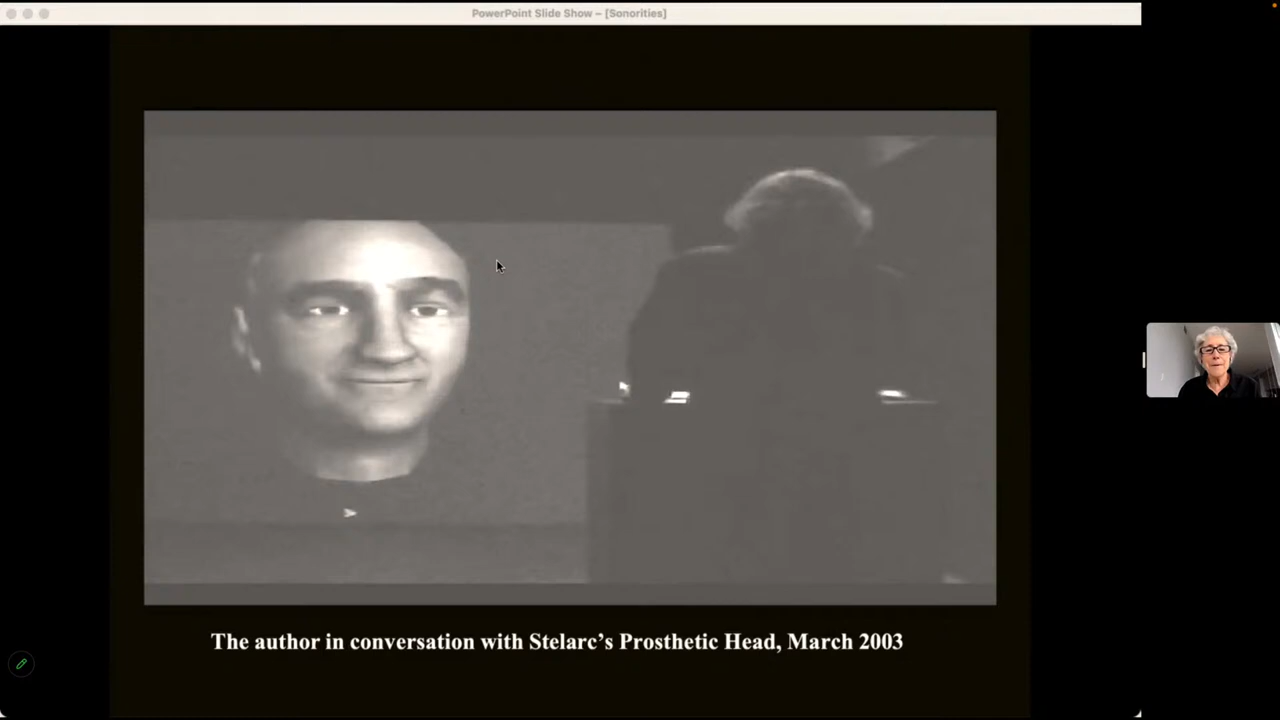 PowerPoint Slide Show ~ [Sonorities]
The author in conversation with Stelarc’s Prosthetic Head, March 2003